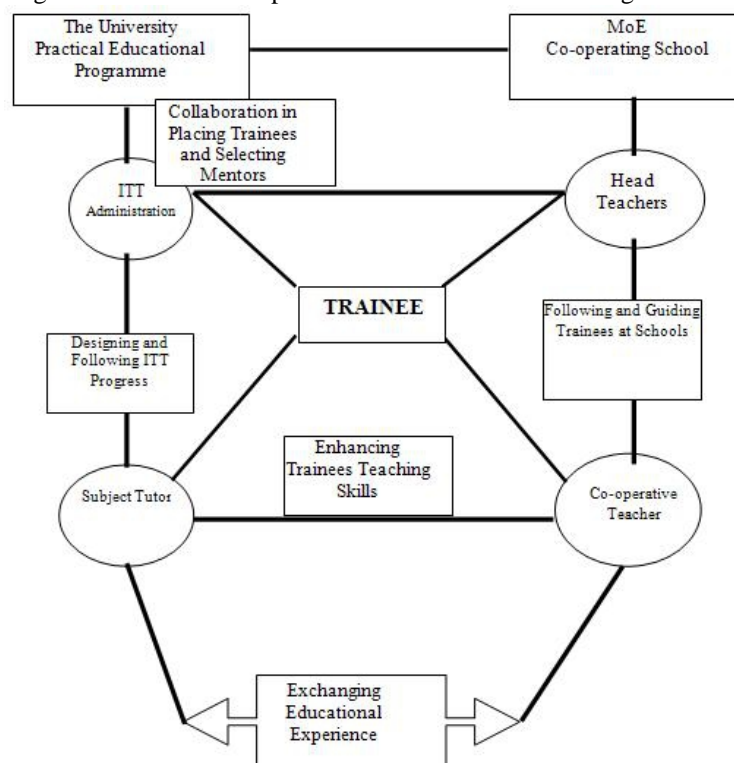 The University
Practical Educational
Programme
MoE
Co-operating School
Collaboration in
Placing Trainees
and Selecting
Mentors
ITT
Administration
Head
Teachers
TRAINEE
Designing and
Following ITT
Progress
Following and Guiding
Trainees at Schools
Enhancing
Trainees Teaching
Skills
Subject Tutor
Co-operative
Teacher
Exchanging
Educational
Experience